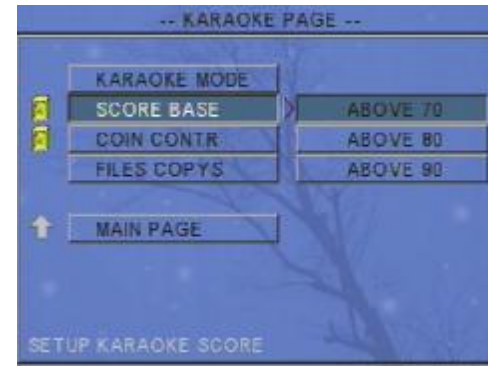 -- KARAOKE PAGE --
KARAOKE MODE
SCORE BASE ABOVE 70
COIN CONTR ABOVE 80
FILES COPYS ABOVE 90
MAIN PAGE
SETUP KARAOKE SCORE